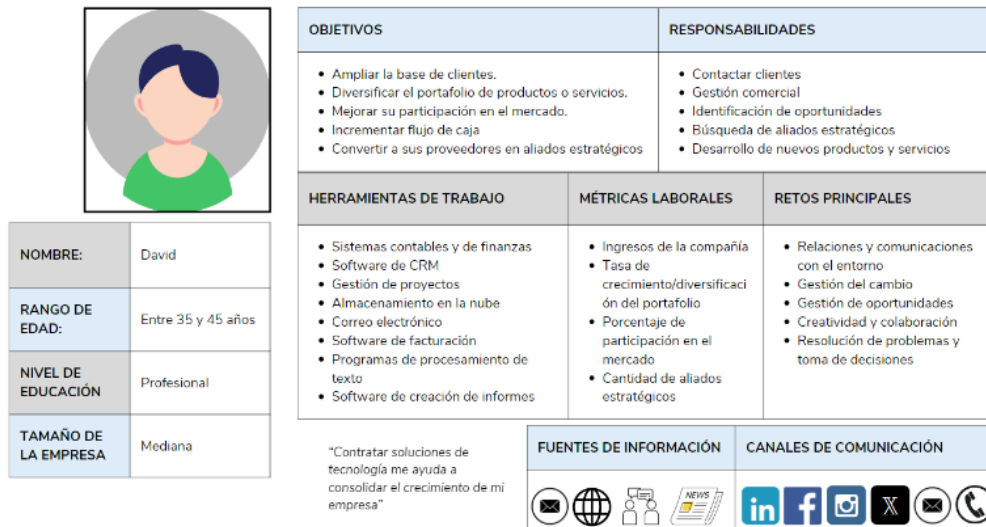 OBJETIVOS
• Ampliar la base de clientes.
• Diversificar el portafolio de productos o servicios.
• Mejorar su participación en el mercado.
• Incrementar flujo de caja
• Convertir a sus proveedores en aliados estratégicos
RESPONSABILIDADES
• Contactar clientes
• Gestión comercial
• Identificación de oportunidades
• Búsqueda de aliados estratégicos
• Desarrollo de nuevos productos y servicios
HERRAMIENTAS DE TRABAJO
• Sistemas contables y de finanzas
• Software de CRM
• Gestión de proyectos
• Almacenamiento en la nube
• Correo electrónico
• Software de facturación
• Programas de procesamiento de
texto
• Software de creación de informes
MÉTRICAS LABORALES
• Ingresos de la compañía
• Tasa de
crecimiento/diversificaci
ón del portafolio
• Porcentaje de
participación en el
mercado
• Cantidad de aliados
estratégicos
RETOS PRINCIPALES
• Relaciones y comunicaciones
con el entorno
• Gestión del cambio
• Gestión de oportunidades
• Creatividad y colaboración
• Resolución de problemas y
toma de decisiones
NOMBRE:
David
RANGO DE
EDAD:
Entre 35 y 45 años
NIVEL DE
EDUCACIÓN
Profesional
TAMAÑO DE
LA EMPRESA
Mediana
"Contratar soluciones de
tecnología me ayuda a
consolidar el crecimiento de mi
empresa"
FUENTES DE INFORMACIÓN
NEWS
CANALES DE COMUNICACIÓN
in
f
X